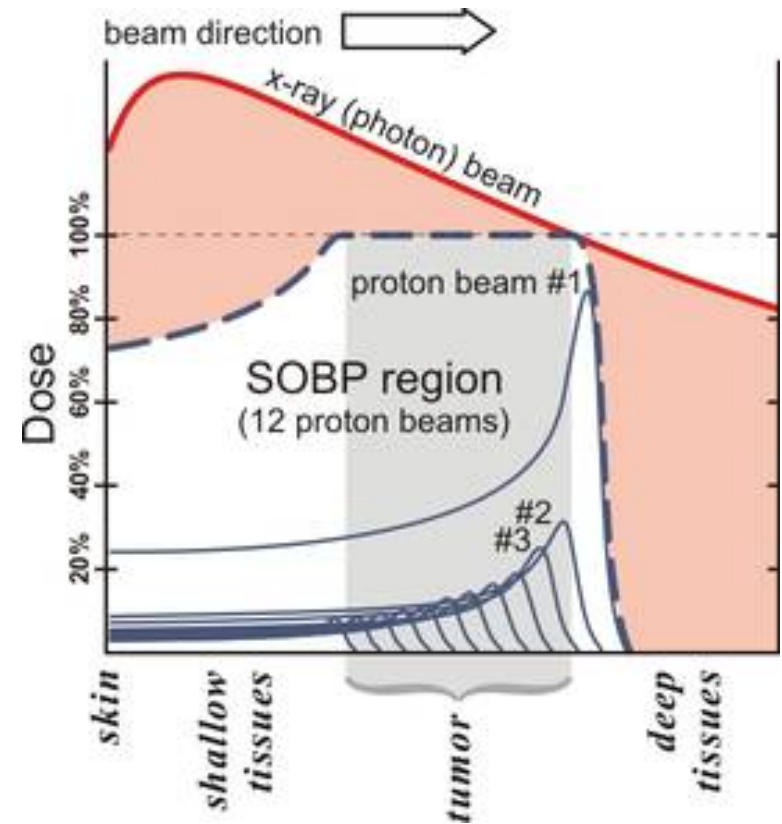 beam direction
x-ray (photon) beam
100%
80%
60%
40%
20%
Dose
proton beam #1
SOBP region
(12 proton beams)
#2
#3
skin
shallow
tissues
tumor
deep
tissues